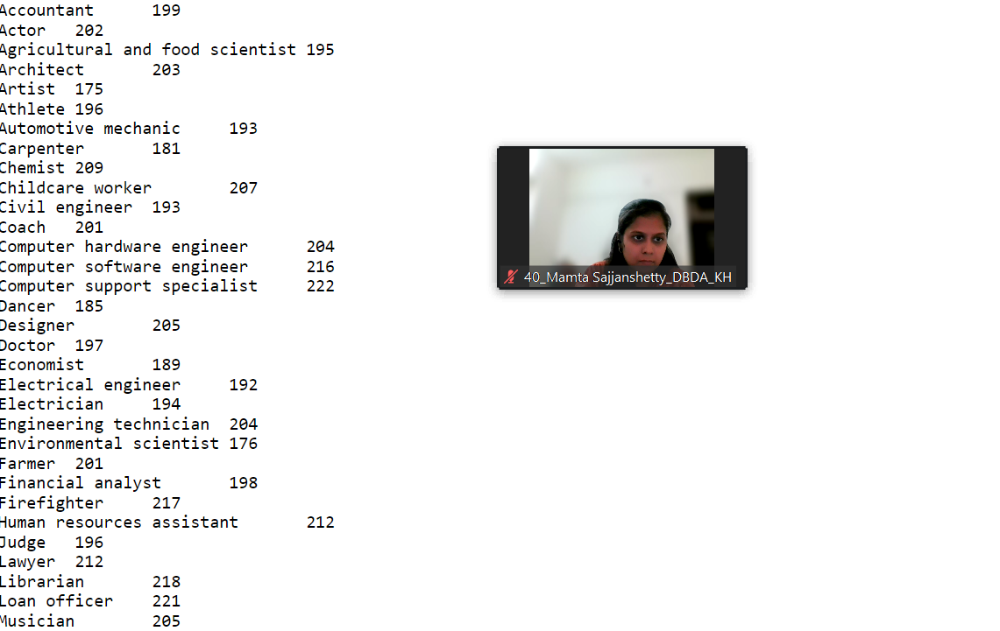 Accountant 199
Actor 202
Agricultural and food scientist 195
Architect 203
Artist 175
Athlete 196
Automotive mechanic 193
Carpenter 181
Chemist 209
Childcare worker 207
Civil engineer 193
Coach 201
Computer hardware engineer 204
Computer software engineer 216
Computer support specialist 222
Dancer 185
Designer 205
Doctor 197
Economist 189
Electrical engineer 192
Electrician 194
Engineering technician 204
Environmental scientist 176
Farmer 201
Financial analyst 198
Firefighter 217
Human resources assistant 212
Judge 196
Lawyer 212
Librarian 218
Loan officer 221
Musician 205
40_Mamta Sajjanshetty_DBDA_KH